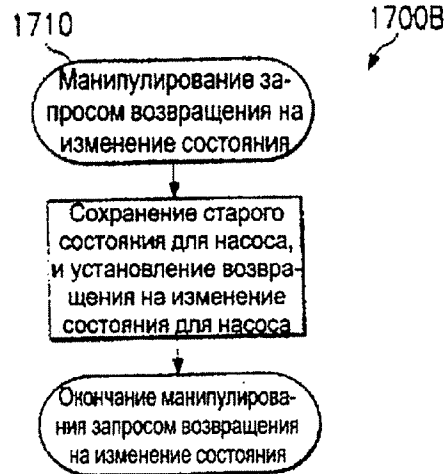 1710
1700B
Манипулирование за-
просом возвращения на
изменение состояния
Сохранение старого
состояния для насоса,
и установление возвра-
щения на изменение
состояния для насоса
Окончание манипулирова-
ния запросом возвращения
на изменение состояния